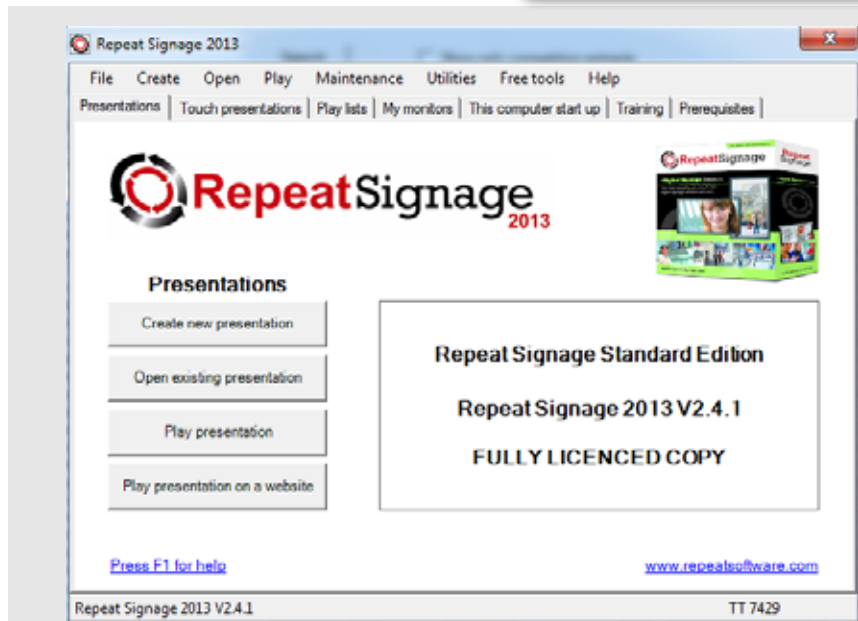 Repeat Signage 2013
File Create Open Play Maintenance Utilities Free tools Help
Presentations Touch presentations Play lists My monitors This computer start up Training Prerequisites
RepeatSignage
2013
RepeatSignage
Presentations
Create new presentation
Open existing presentation
Play presentation
Play presentation on a website
Repeat Signage Standard Edition
Repeat Signage 2013 V2.4.1
FULLY LICENCED COPY
Press F1 for help
www.repeatsoftware.com
Repeat Signage 2013 V2.4.1
TT 7429